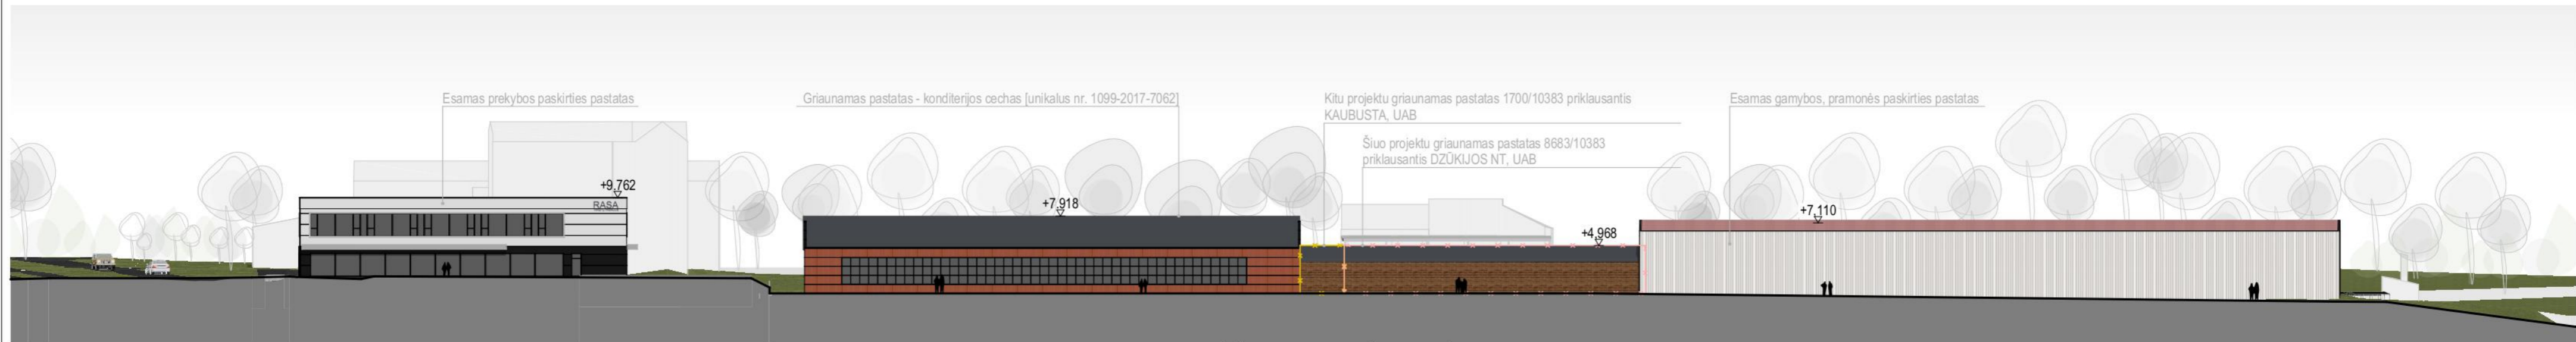 Esamas prekybos paskirties pastatas
Griaunamas pastatas - konditerijos cechas [unikalus nr. 1099-2017-7062]
Kitu projektu griaunamas pastatas 1700/10383 priklausantis
KAUBUSTA, UAB
Šiuo projektu griaunamas pastatas 8683/10383
priklausantis DZŪKIJOS NT, UAB
Esamas gamybos, pramonės paskirties pastatas
+9.762
RASA
+7.918
+4.968
+7.110